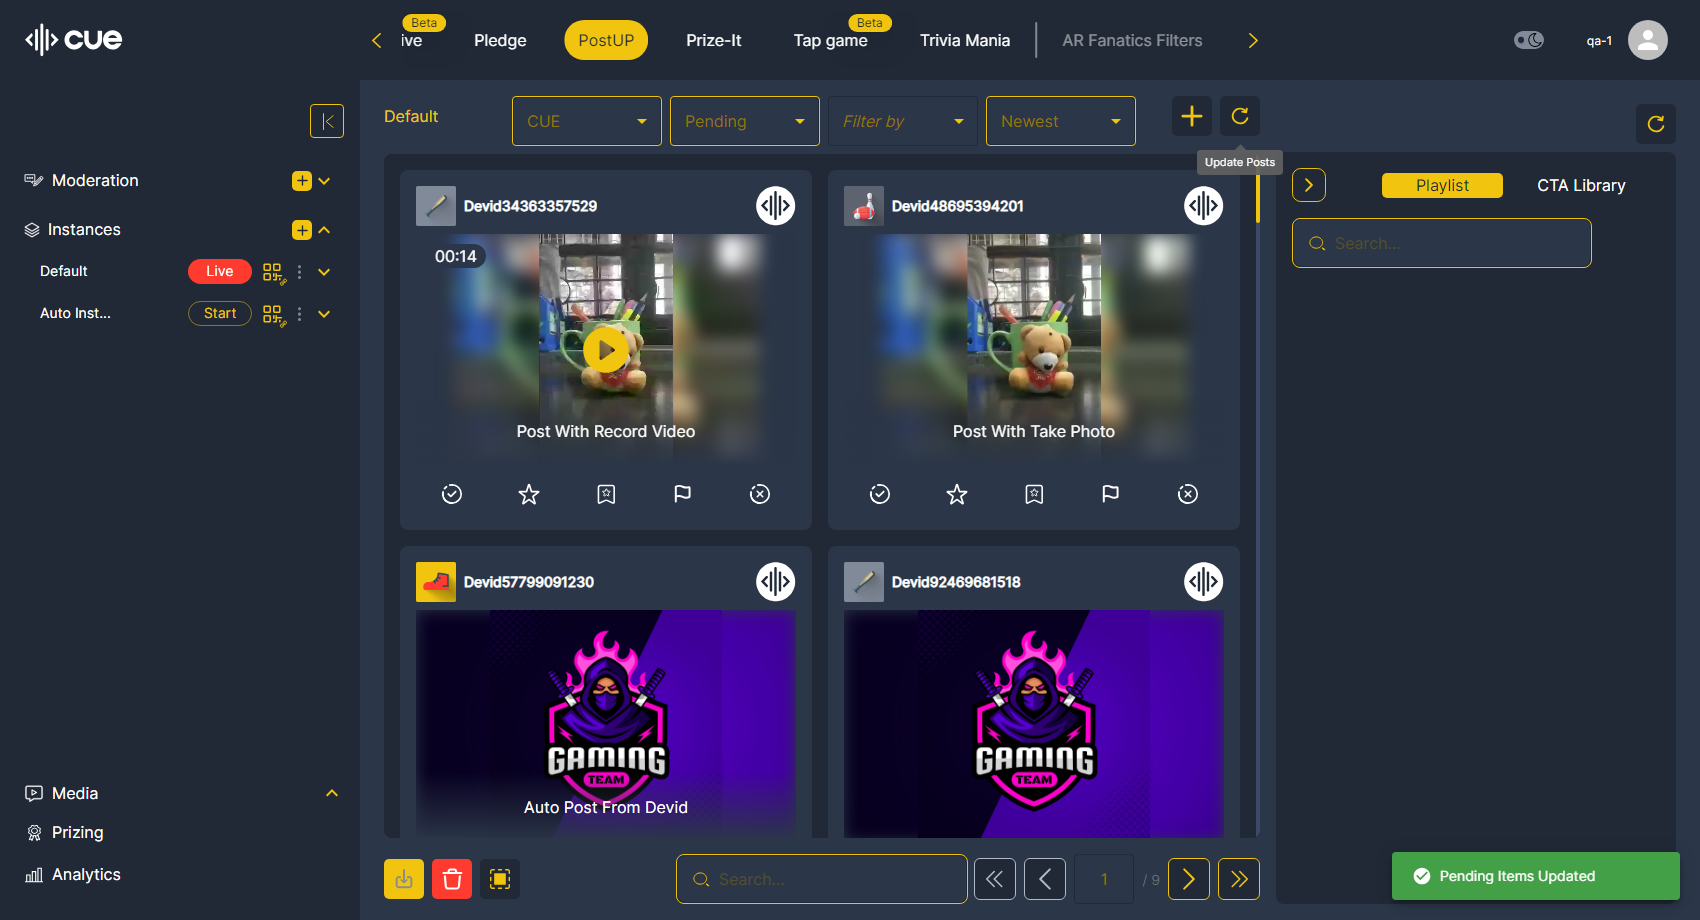 cue
Beta
ive
Pledge
PostUP
Prize-It
Beta
Tap game
Trivia Mania
AR Fanatics Filters
qa-1
Default
CUE
Pending
Filter by
Newest
Update Posts
Moderation
Instances
Default
Live
Auto Inst...
Start
Media
Prizing
Analytics
Devid34363357529
00:14
Post With Record Video
Devid48695394201
Post With Take Photo
Devid57799091230
GAMING
TEAM
Auto Post From Devid
Devid92469681518
GAMING
TEAM
Playlist
CTA Library
Search...
Search...
1
/ 9
Pending Items Updated